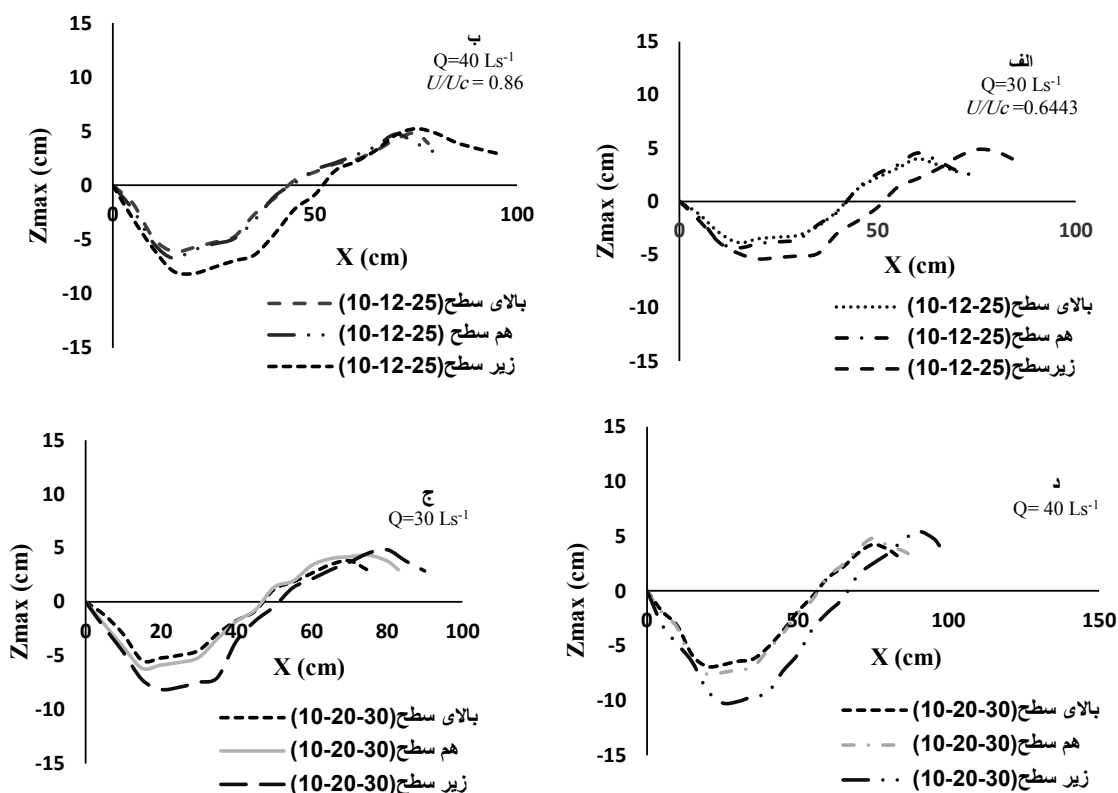 ب
Q=40 Ls⁻¹
U/Uc = 0.86
Zmax (cm)
15
10
5
0
-5
-10
-15
0
50
100
X (cm)
بالای سطح(10-12-25)
هم سطح (10-12-25)
زیر سطح(10-12-25)
الف
Q=30 Ls⁻¹
U/Uc =0.6443
Zmax (cm)
15
10
5
0
-5
-10
-15
0
50
100
X (cm)
بالای سطح(10-12-25)
هم سطح(10-12-25)
زیرسطح(10-12-25)
ج
Q=30 Ls⁻¹
Zmax (cm)
15
10
5
0
-5
-10
-15
0
20
40
60
80
100
X (cm)
بالای سطح(10-20-30)
هم سطح(10-20-30)
زیر سطح(10-20-30)
د
Q= 40 Ls⁻¹
Zmax (cm)
15
10
5
0
-5
-10
-15
0
50
100
150
X (cm)
بالای سطح(10-20-30)
هم سطح(10-20-30)
زیر سطح(10-20-30)